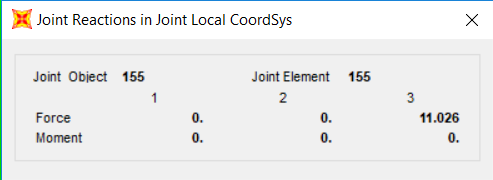 Joint Reactions in Joint Local CoordSys
Joint Object 155 Joint Element 155
1 2 3
Force 0. 0. 11.026
Moment 0. 0. 0.